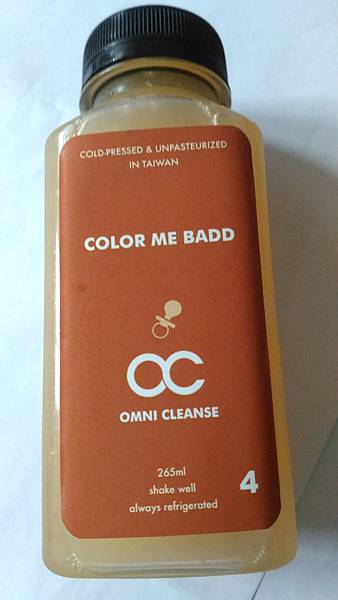 COLD-PRESSED & UNPASTEURIZED
IN TAIWAN
COLOR ME BADD
OC
OMNI CLEANSE
265ml
shake well
always refrigerated
4